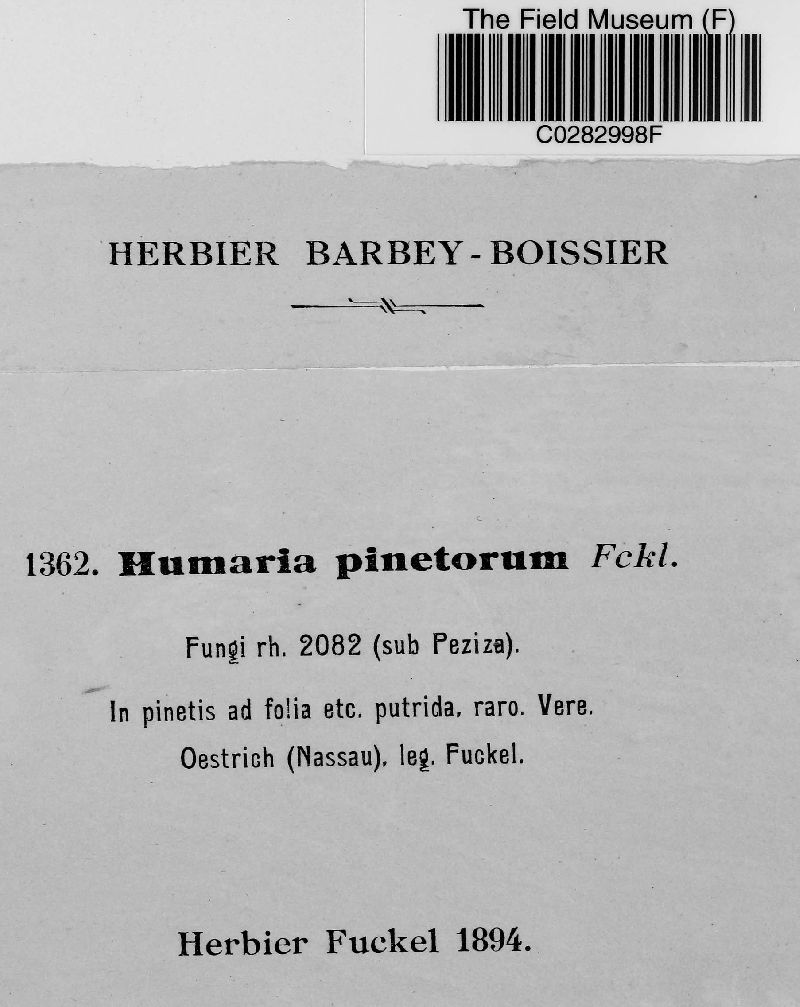 The Field Museum (F)
C0282998F
HERBIER BARBEY-BOISSIER
1362. Humaria pinetorum Fckl.
Fungi rh. 2082 (sub Peziza).
In pinetis ad folia etc. putrida, raro. Vere.
Oestrich (Nassau), leg. Fuckel.
Herbier Fuckel 1894.